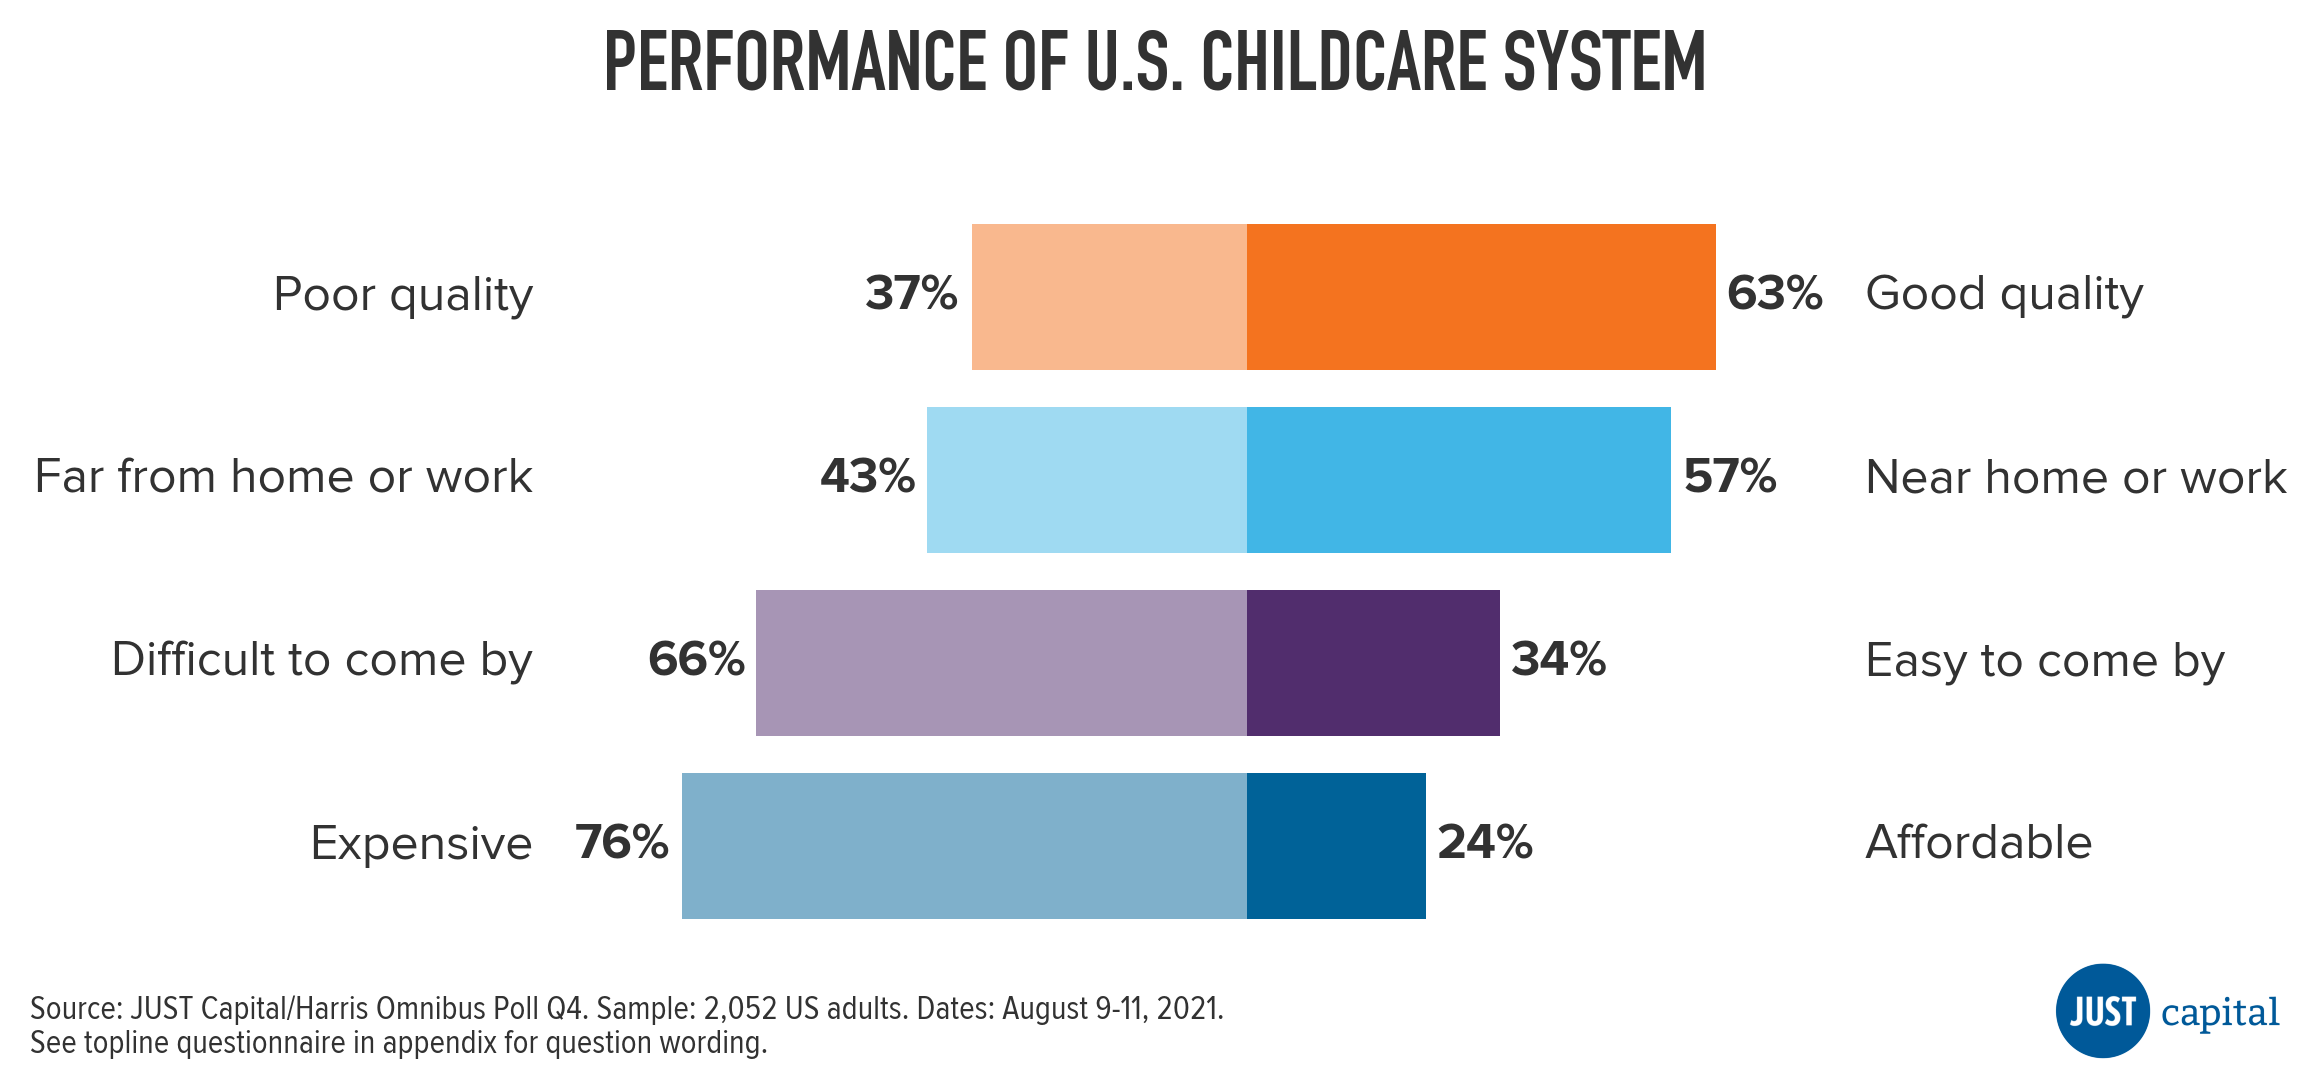 PERFORMANCE OF U.S. CHILDCARE SYSTEM
Poor quality 37% 63% Good quality
Far from home or work 43% 57% Near home or work
Difficult to come by 66% 34% Easy to come by
Expensive 76% 24% Affordable
Source: JUST Capital/Harris Omnibus Poll Q4. Sample: 2,052 US adults. Dates: August 9-11, 2021.
See topline questionnaire in appendix for question wording.
JUST capital